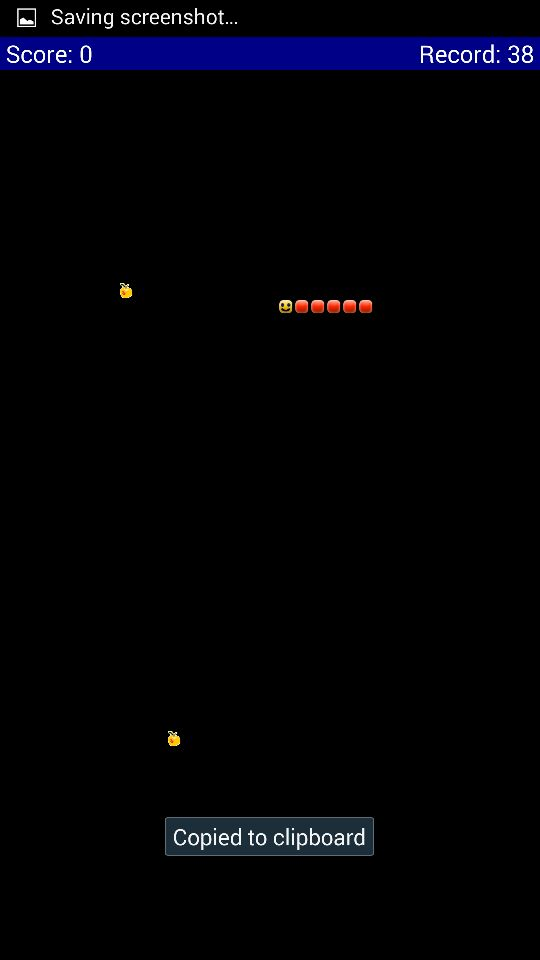 Saving screenshot...
Score: 0
Record: 38
Copied to clipboard